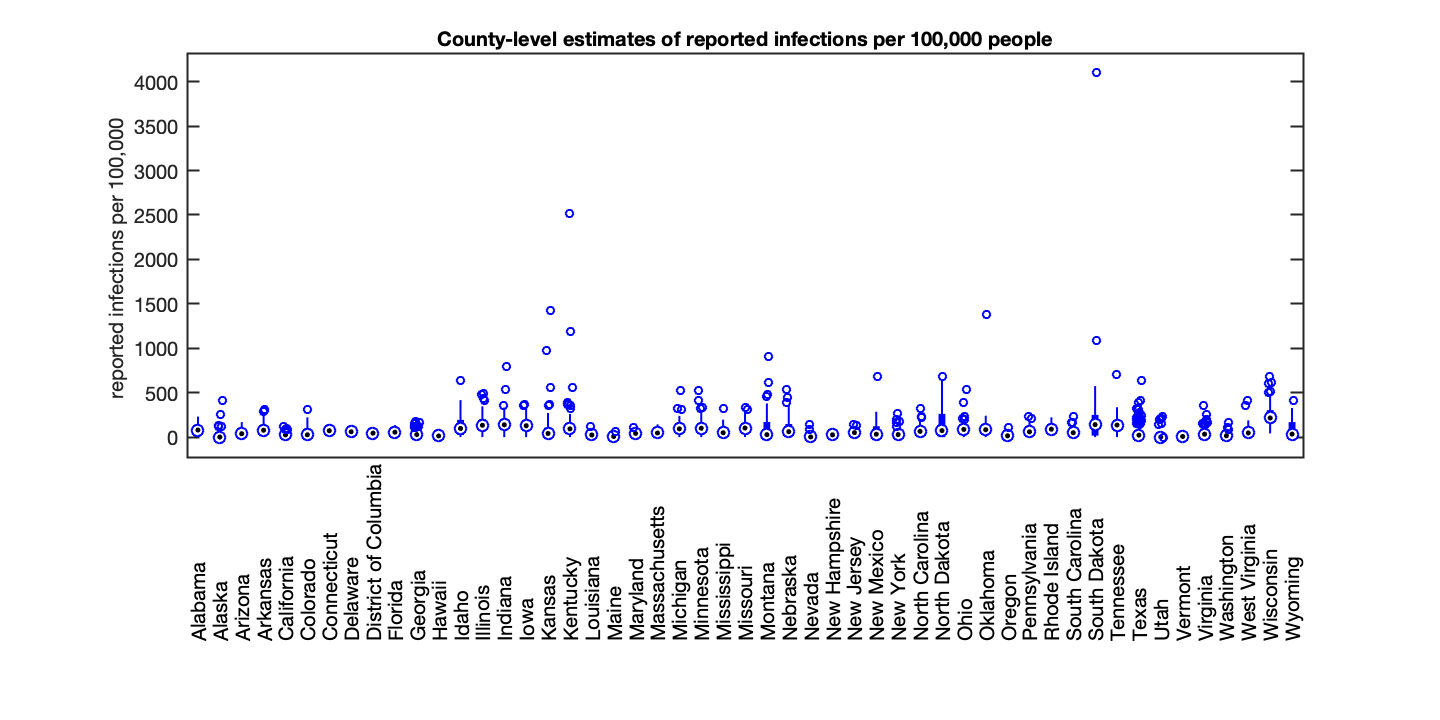 County-level estimates of reported infections per 100,000 people
reported infections per 100,000
4000
3500
3000
2500
2000
1500
1000
500
0
Alabama
Alaska
Arizona
Arkansas
California
Colorado
Connecticut
Delaware
District of Columbia
Florida
Georgia
Hawaii
Idaho
Illinois
Indiana
Iowa
Kansas
Kentucky
Louisiana
Maine
Maryland
Massachusetts
Michigan
Minnesota
Mississippi
Missouri
Montana
Nebraska
Nevada
New Hampshire
New Jersey
New Mexico
New York
North Carolina
North Dakota
Ohio
Oklahoma
Oregon
Pennsylvania
Rhode Island
South Carolina
South Dakota
Tennessee
Texas
Utah
Vermont
Virginia
Washington
West Virginia
Wisconsin
Wyoming